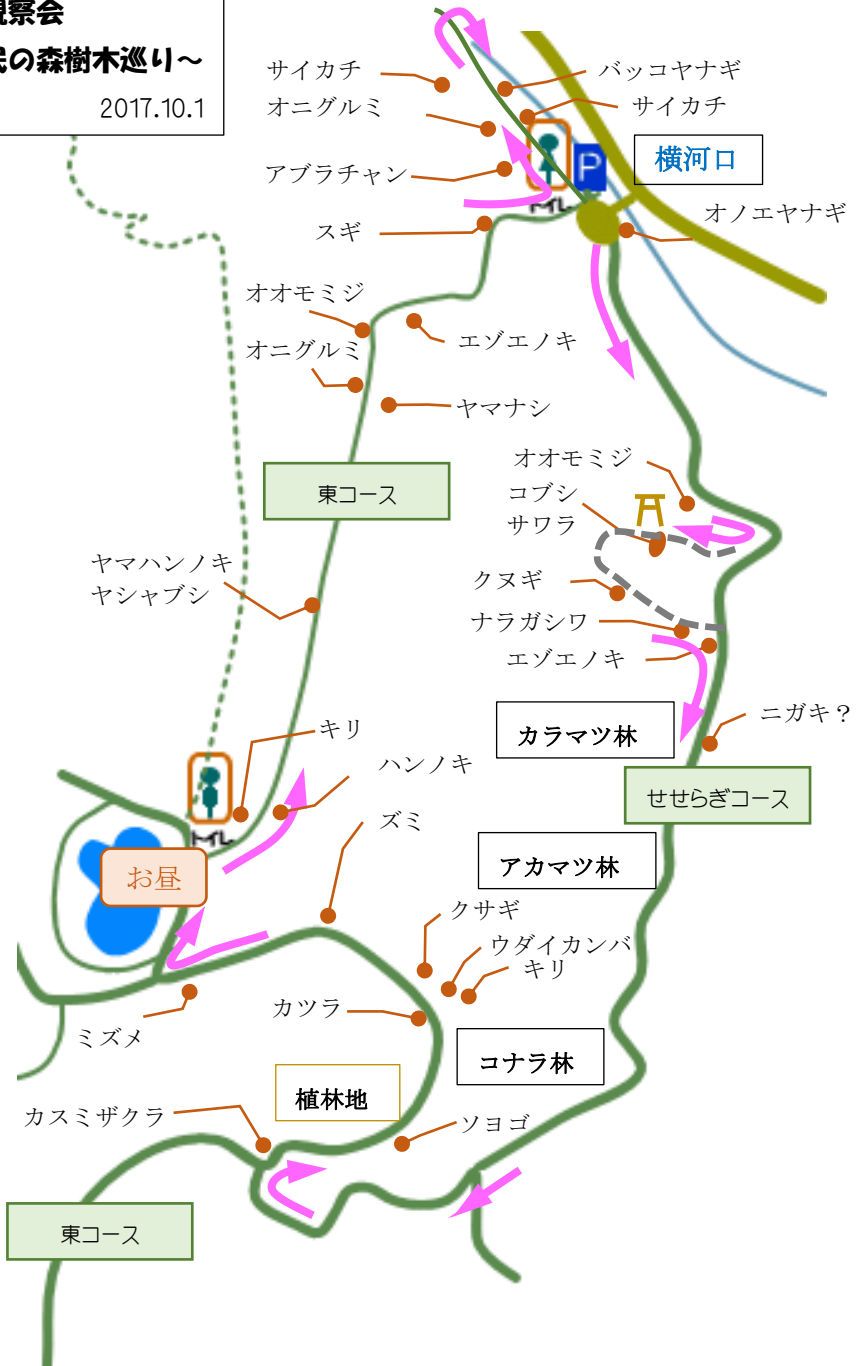 観察会
民の森樹木巡り～
2017.10.1
サイカチ
バッコヤナギ
オニグルミ
サイカチ
P
横河口
アブラチャン
トイレ
スギ
オノエヤナギ
オオモミジ
オニグルミ
エゾエノキ
ヤマナシ
東コース
オオモミジ
コブシ
サワラ
ヤマハンノキ
ヤシャブシ
クヌギ
ナラガシワ
エゾエノキ
カラマツ林
ニガキ？
キリ
ハンノキ
せせらぎコース
トイレ
ズミ
お昼
アカマツ林
クサギ
ウダイカンバ
キリ
ミズメ
カツラ
コナラ林
植林地
カスミザクラ
ソヨゴ
東コース